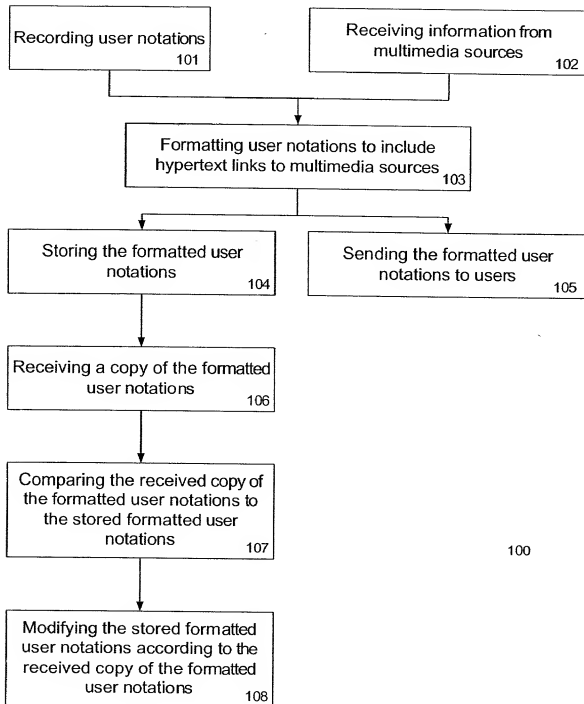 Recording user notations
101
Receiving information from
multimedia sources
102
Formatting user notations to include
hypertext links to multimedia sources
103
Storing the formatted user
notations
104
Sending the formatted user
notations to users
105
Receiving a copy of the formatted
user notations
106
Comparing the received copy of
the formatted user notations to
the stored formatted user
notations
107
100
Modifying the stored formatted
user notations according to the
received copy of the formatted
user notations
108